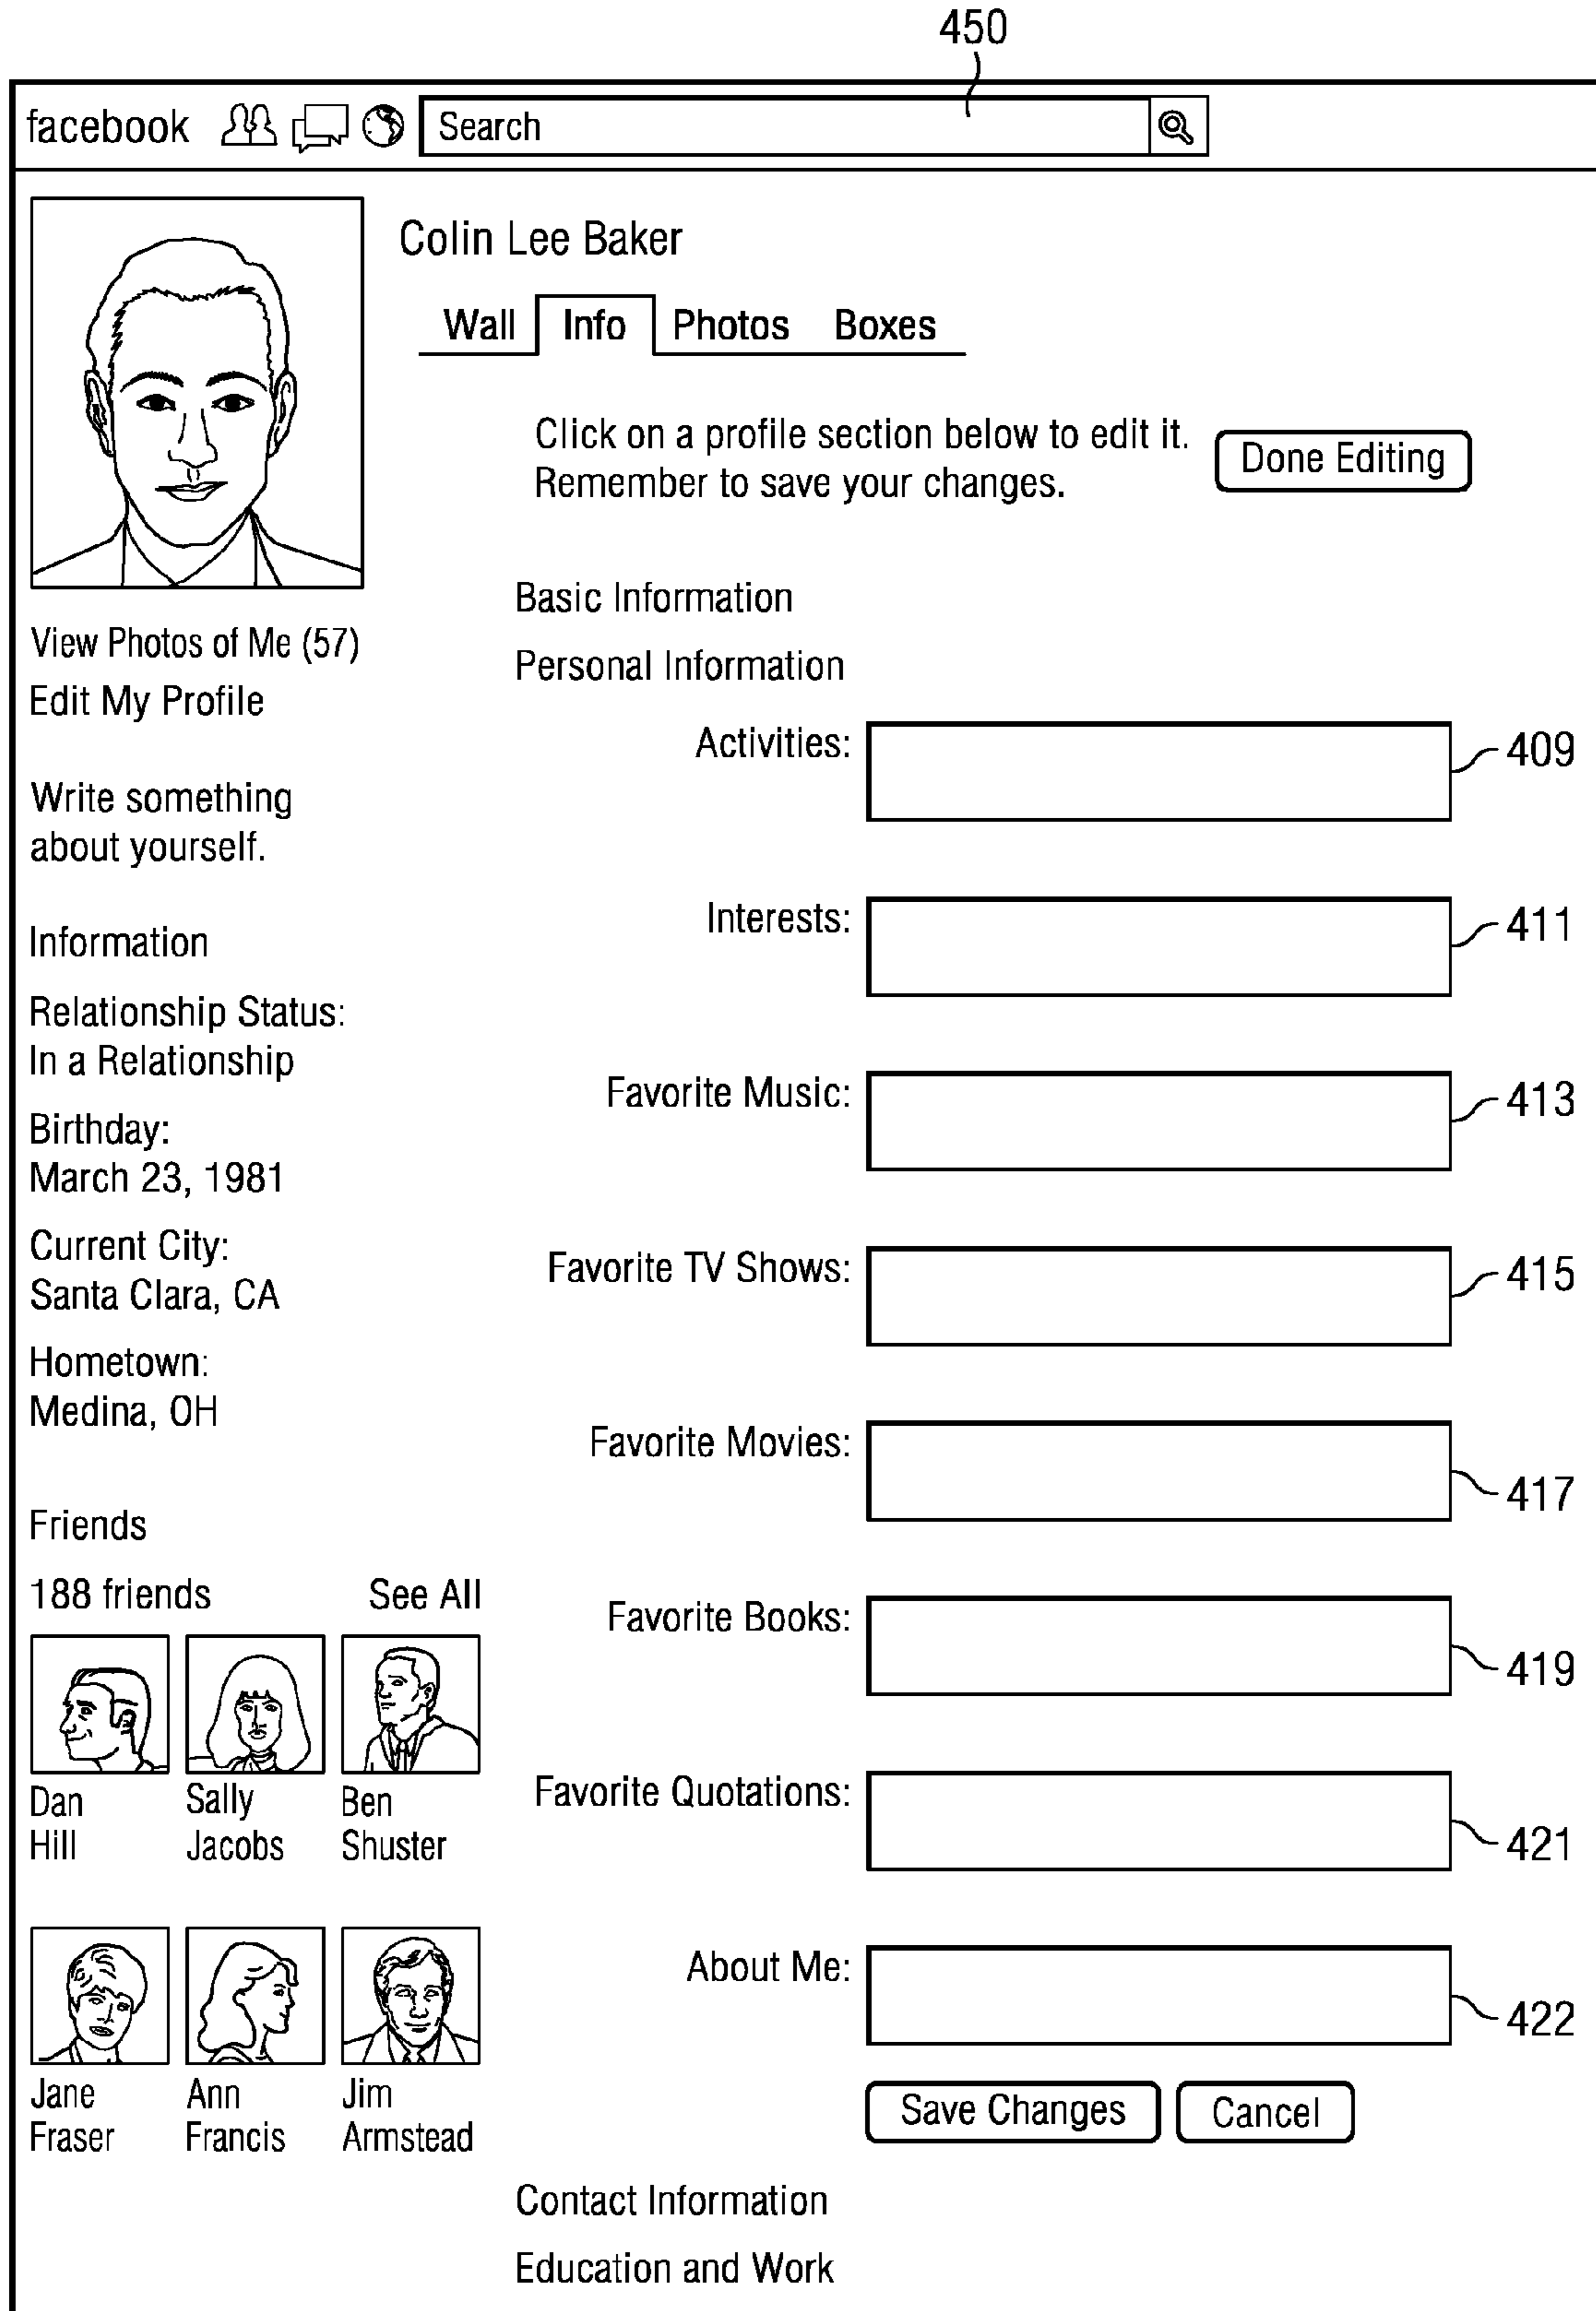 450
facebook
Search
Colin Lee Baker
Wall Info Photos Boxes
Click on a profile section below to edit it.
Remember to save your changes.
Done Editing
View Photos of Me (57)
Edit My Profile
Write something
about yourself.
Information
Relationship Status:
In a Relationship
Birthday:
March 23, 1981
Current City:
Santa Clara, CA
Hometown:
Medina, OH
Friends
188 friends See All
Dan
Hill
Sally
Jacobs
Ben
Shuster
Jane
Fraser
Ann
Francis
Jim
Armstead
Basic Information
Personal Information
Activities: 409
Interests: 411
Favorite Music: 413
Favorite TV Shows: 415
Favorite Movies: 417
Favorite Books: 419
Favorite Quotations: 421
About Me: 422
Save Changes Cancel
Contact Information
Education and Work